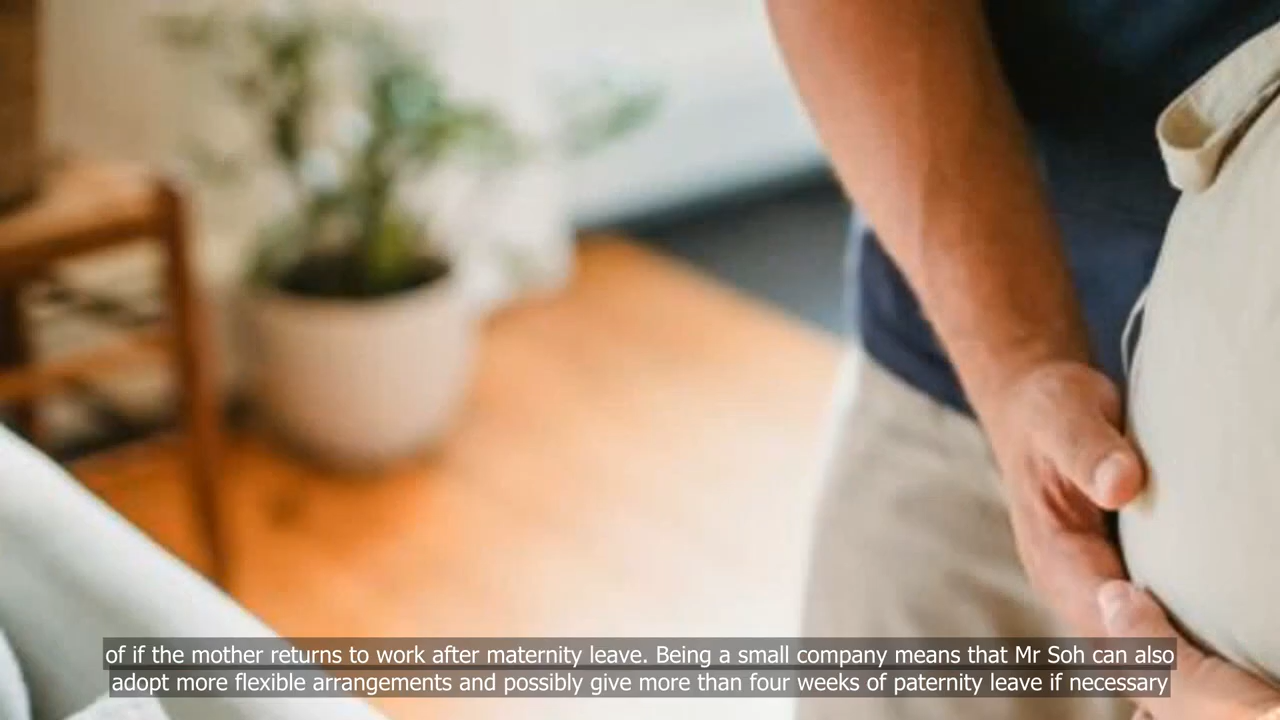 of if the mother returns to work after maternity leave. Being a small company means that Mr Soh can also
adopt more flexible arrangements and possibly give more than four weeks of paternity leave if necessary